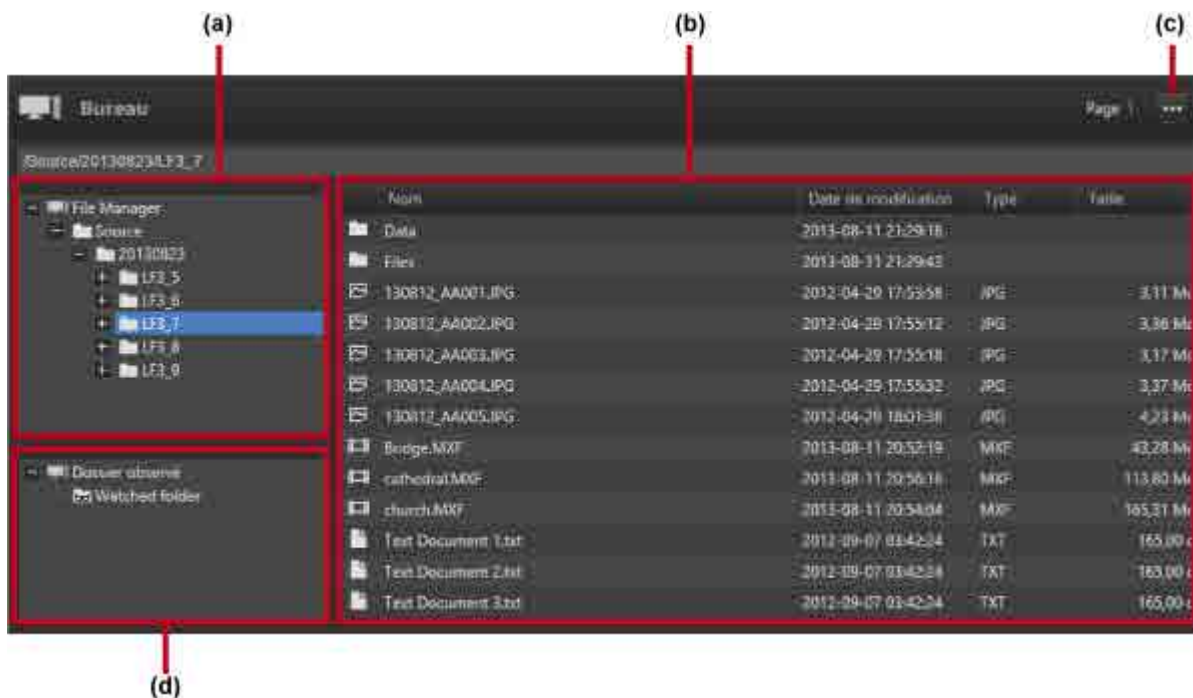 (a) (b) (c)
Bureau Page 1
/Source/20130823/LF3_7
File Manager
Source
20130823
LF3_5
LF3_6
LF3_7
LF3_8
LF3_9
Dossier observé
Watched folder
Nom Date de modification Type Taille
Data 2013-08-11 21:29:18
Files 2013-08-11 21:29:43
130812_AA001.JPG 2012-04-29 17:53:58 JPG 3,11 Mo
130812_AA002.JPG 2012-04-29 17:55:12 JPG 3,36 Mo
130812_AA003.JPG 2012-04-29 17:55:18 JPG 3,17 Mo
130812_AA004.JPG 2012-04-29 17:55:32 JPG 3,37 Mo
130812_AA005.JPG 2012-04-29 18:01:38 JPG 4,23 Mo
Bridge.MXF 2013-08-11 20:52:19 MXF 43,28 Mo
cathedral.MXF 2013-08-11 20:56:18 MXF 113,80 Mo
church.MXF 2013-08-11 20:54:04 MXF 165,31 Mo
Text Document 1.txt 2012-09-07 03:42:24 TXT 165,00 o
Text Document 2.txt 2012-09-07 03:42:24 TXT 165,00 o
Text Document 3.txt 2012-09-07 03:42:24 TXT 165,00 o
(d)